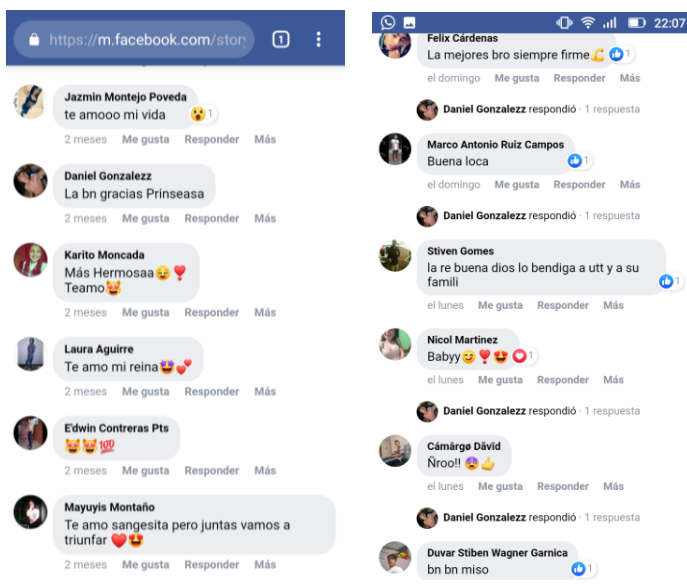 https://m.facebook.com/story
1
Jazmin Montejo Poveda
te amooo mi vida
1
2 meses Me gusta Responder Más
Daniel Gonzalezz
La bn gracias Prinseasa
2 meses Me gusta Responder Más
Karito Moncada
Más Hermosaa😌❣️
Teamo😻
2 meses Me gusta Responder Más
Laura Aguirre
Te amo mi reina🤩💕
2 meses Me gusta Responder Más
E'dwin Contreras Pts
😻😻💯
2 meses Me gusta Responder Más
Mayuyis Montaño
Te amo sangesita pero juntas vamos a
triunfar ❤️😍
2 meses Me gusta Responder Más
22:07
Felix Cárdenas
La mejores bro siempre firme💪
1
el domingo Me gusta Responder Más
Daniel Gonzalezz respondió · 1 respuesta
Marco Antonio Ruiz Campos
Buena loca
1
el domingo Me gusta Responder Más
Daniel Gonzalezz respondió · 1 respuesta
Stiven Gomes
la re buena dios lo bendiga a utt y a su
famili
1
el lunes Me gusta Responder Más
Nicol Martinez
Babyy😊❣️😍
1
el lunes Me gusta Responder Más
Daniel Gonzalezz respondió · 1 respuesta
Cámârgø Dāvīd
Ñroo!! 😨👍
el lunes Me gusta Responder Más
Daniel Gonzalezz respondió · 1 respuesta
Duvar Stiben Wagner Garnica
bn bn miso
1